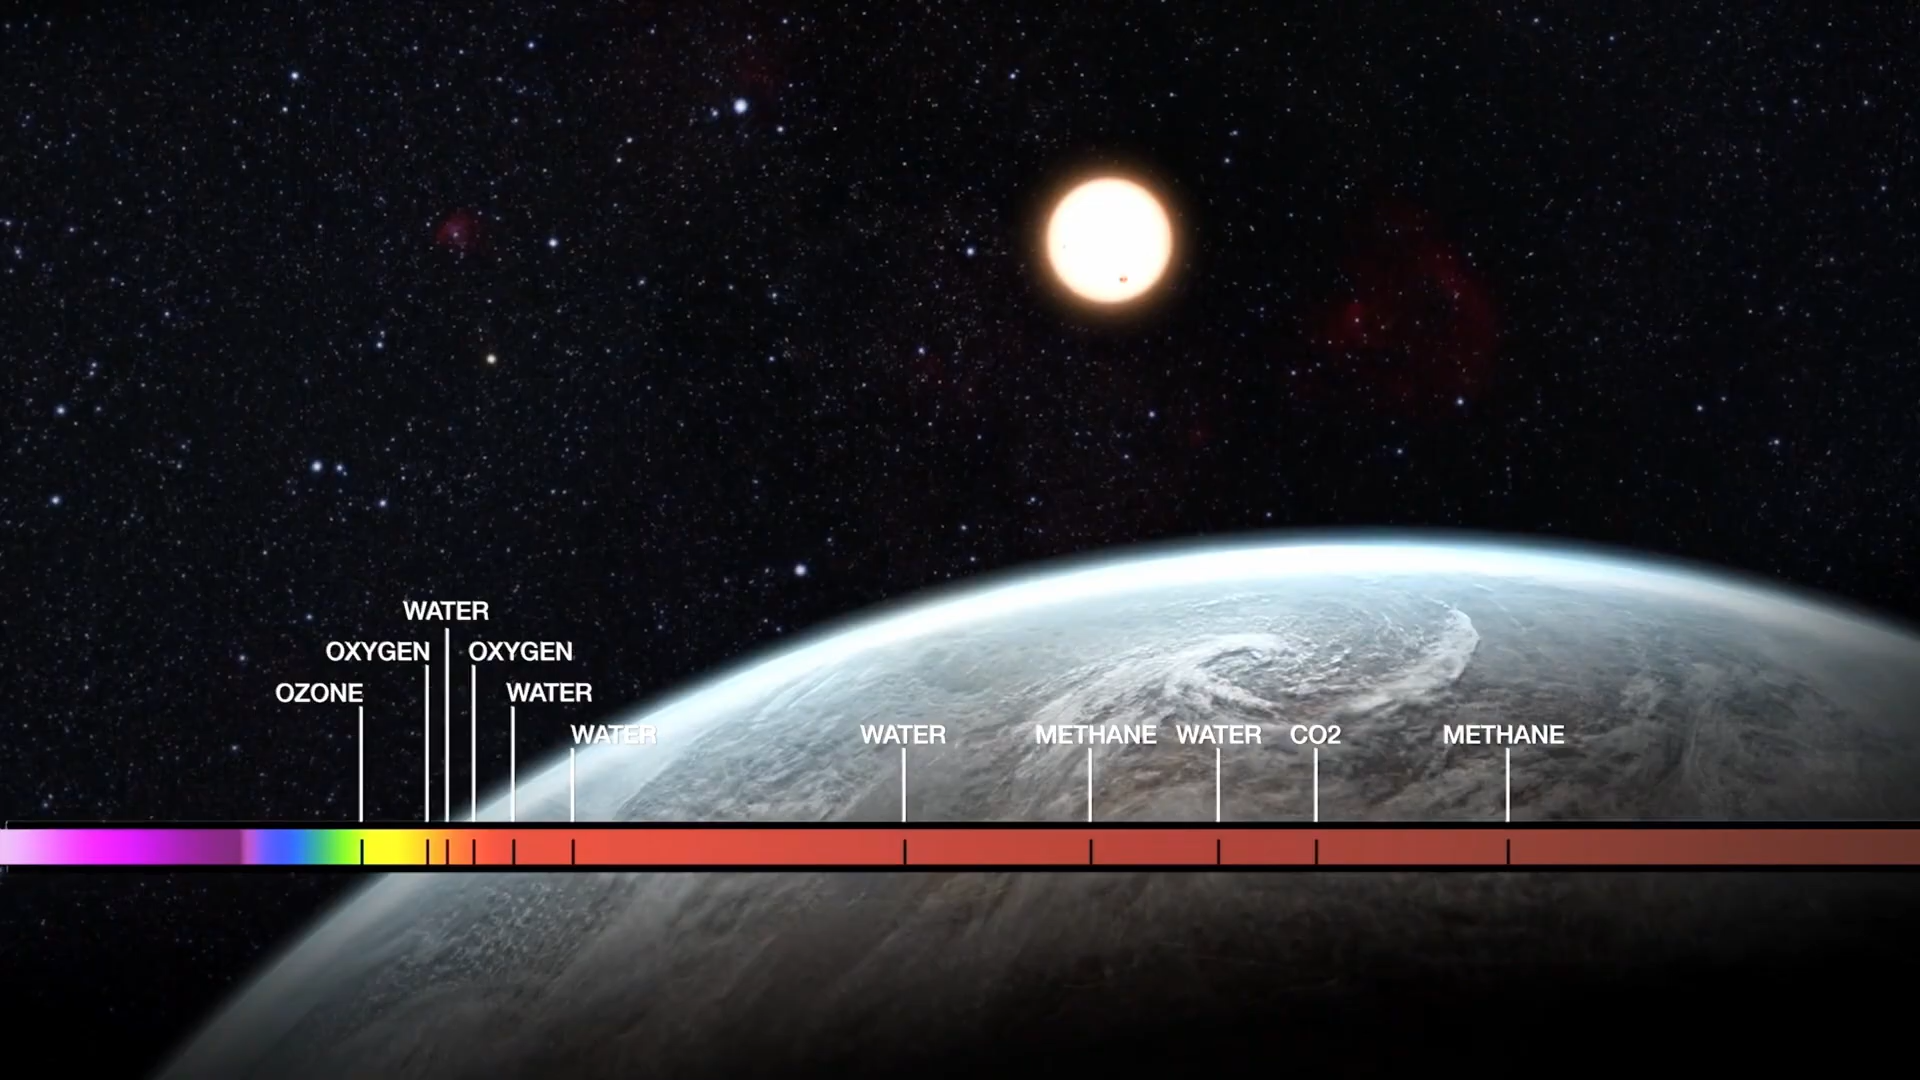 WATER
OXYGEN OXYGEN
OZONE WATER
WATER WATER METHANE WATER CO2 METHANE